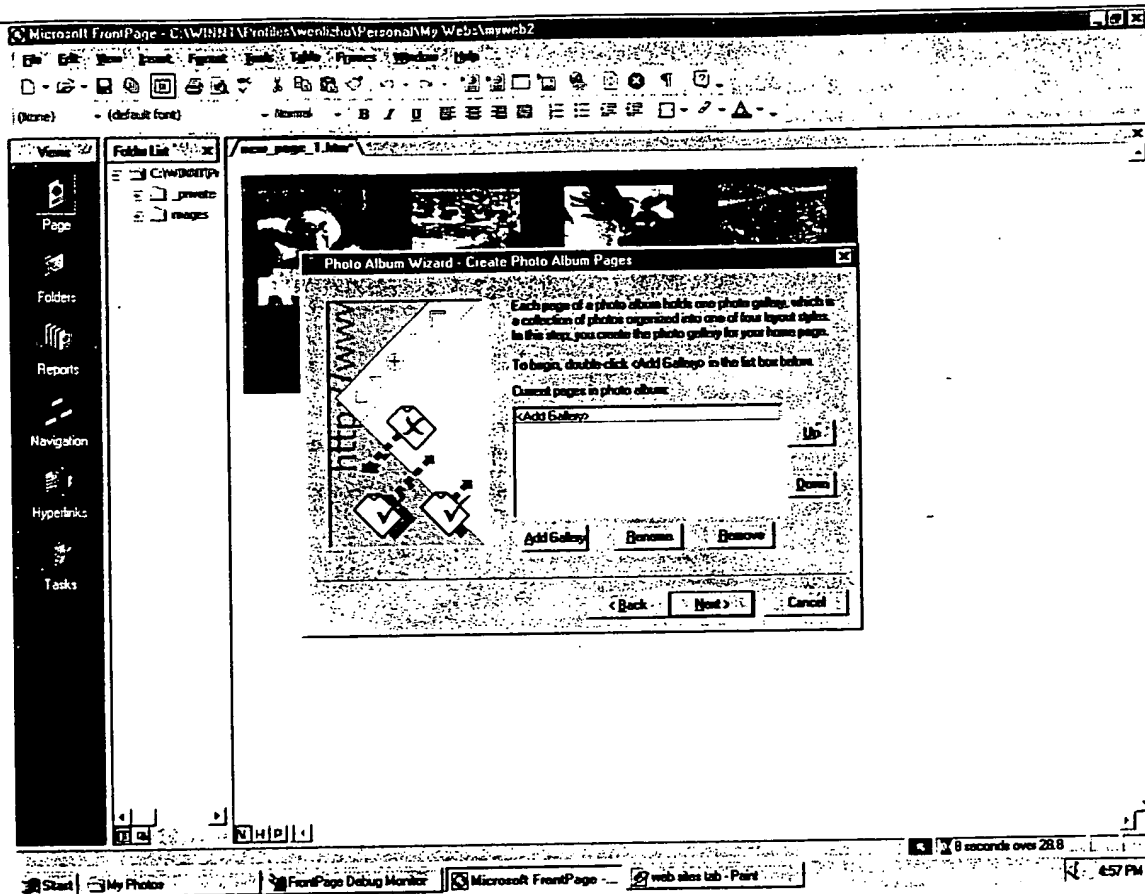 Microsoft FrontPage - C:\WINNT\Profiles\wenlizhu\Personal\My Webs\myweb2
File Edit View Insert Format Tools Table Frames Window Help
(None) (default font) Normal B I U A
Views Folder List new_page_1.htm
C:\WINNT\Pr
_private
images
Page
Folders
Reports
Navigation
Hyperlinks
Tasks
Photo Album Wizard - Create Photo Album Pages
http://www
Each page of a photo album holds one photo gallery, which is
a collection of photos organized into one of four layout styles.
In this step, you create the photo gallery for your home page.
To begin, double-click <Add Gallery> in the list box below.
Current pages in photo album:
<Add Gallery>
Up
Down
Add Gallery Rename Remove
< Back Next > Cancel
N H P
8 seconds over 28.8
Start My Photos FrontPage Debug Monitor Microsoft FrontPage -... web sites tab - Paint 4:57 PM